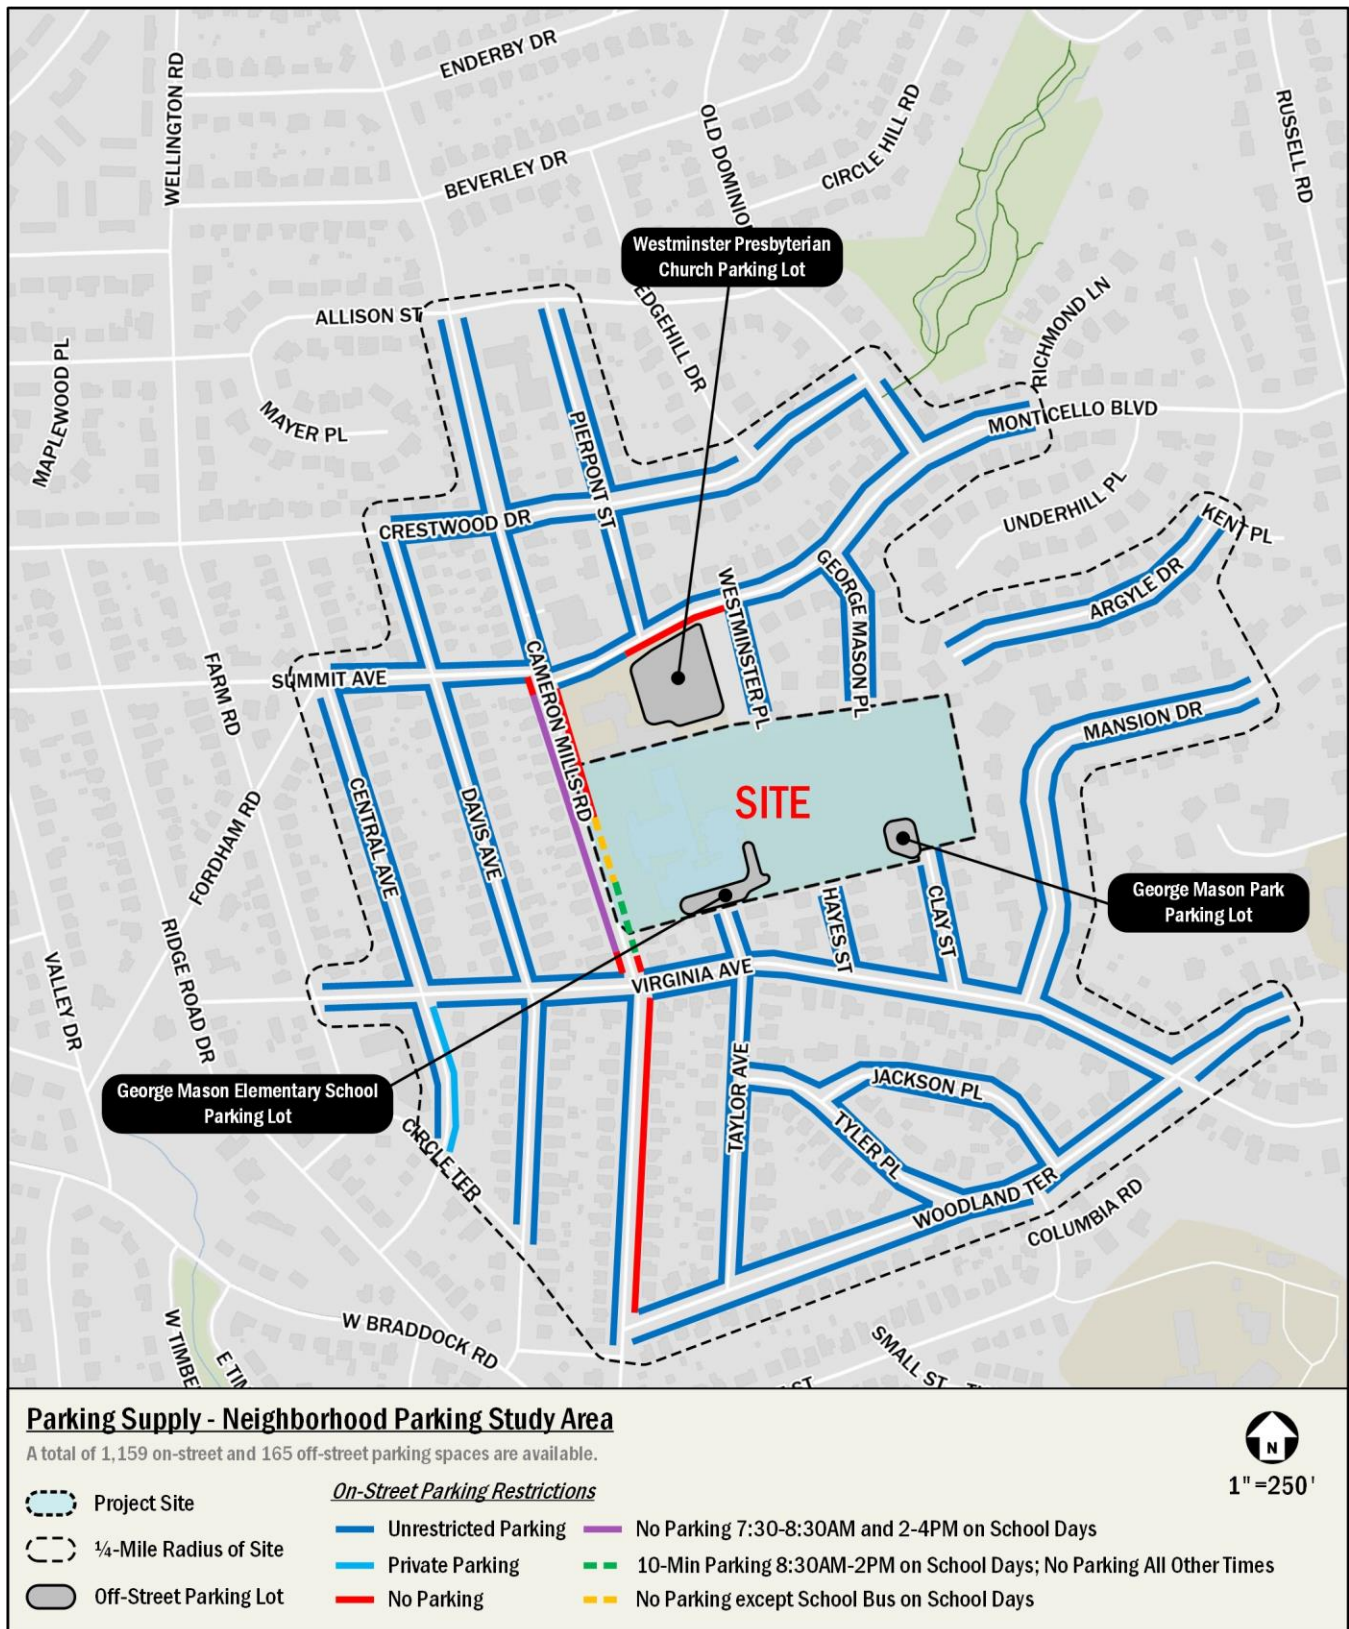 ENDERBY DR
WELLINGTON RD
OLD DOMINIO
CIRCLE HILL RD
RUSSELL RD
BEVERLEY DR
Westminster Presbyterian
Church Parking Lot
EDGEHILL DR
RICHMOND LN
ALLISON ST
MAPLEWOOD PL
MAYER PL
PIERPONT ST
MONTICELLO BLVD
UNDERHILL PL
KENT PL
CRESTWOOD DR
GEORGE MASON PL
WESTMINSTER PL
ARGYLE DR
SUMMIT AVE
FARM RD
CAMERON MILLS RD
MANSION DR
CENTRAL AVE
DAVIS AVE
SITE
FORDHAM RD
George Mason Park
Parking Lot
HAYES ST
CLAY ST
RIDGE ROAD DR
VALLEY DR
VIRGINIA AVE
TAYLOR AVE
JACKSON PL
George Mason Elementary School
Parking Lot
CIRCLE TER
TYLER PL
WOODLAND TER
COLUMBIA RD
W BRADDOCK RD
W TIMBE
E TIM
SMALL ST
ST
Parking Supply - Neighborhood Parking Study Area
A total of 1,159 on-street and 165 off-street parking spaces are available.
N
1"=250'
Project Site
¼-Mile Radius of Site
Off-Street Parking Lot
On-Street Parking Restrictions
Unrestricted Parking
Private Parking
No Parking
No Parking 7:30-8:30AM and 2-4PM on School Days
10-Min Parking 8:30AM-2PM on School Days; No Parking All Other Times
No Parking except School Bus on School Days